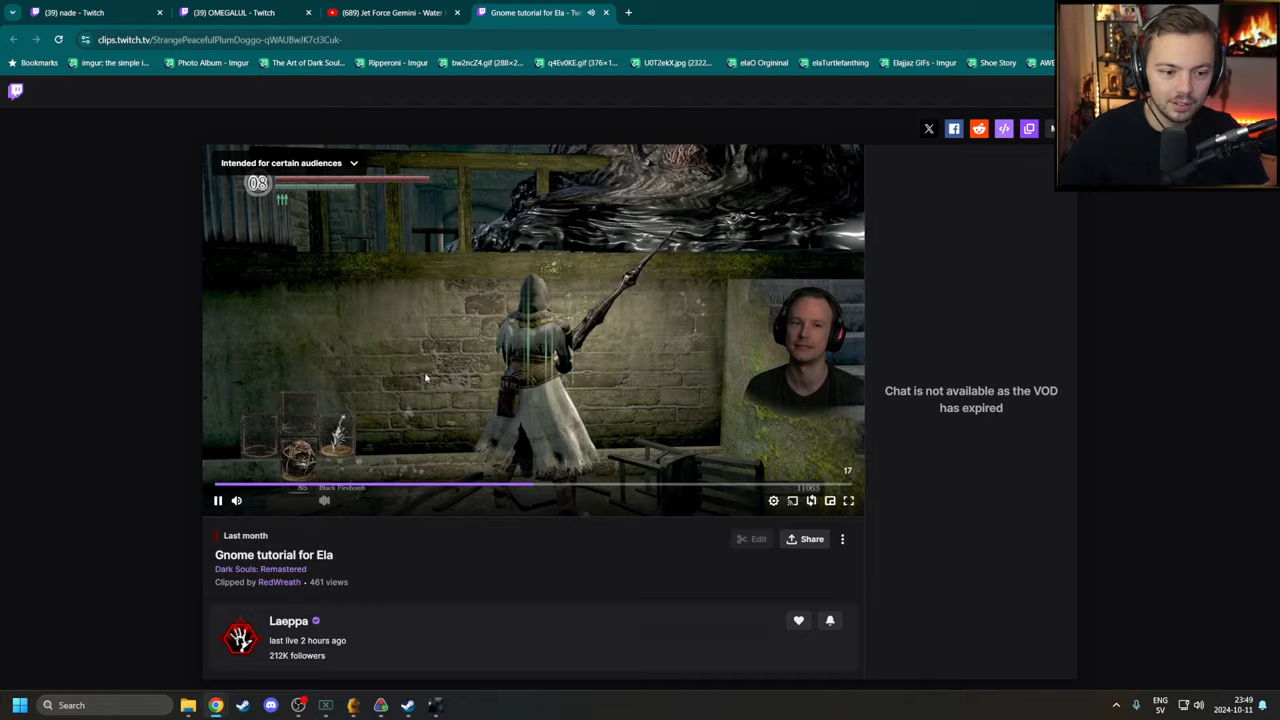 (39) nade - Twitch
(39) OMEGALUL - Twitch
(689) Jet Force Gemini - Water
Gnome tutorial for Ela - Tw
clips.twitch.tv/StrangePeacefulPlumDoggo-qWAUBwJK7cI3Cuk-
Bookmarks
imgur: the simple i...
Photo Album - Imgur
The Art of Dark Soul...
Ripperoni - Imgur
bw2ncZ4.gif (288×2...
q4Ev0KE.gif (376×1...
U0T2ekX.jpg (2322...
elaO Orgininal
elaTurtlefanthing
Elajjaz GIFs - Imgur
Shoe Story
Intended for certain audiences
08
Chat is not available as the VOD
has expired
17
85
Black Firebomb
11063
Last month
Edit
Share
Gnome tutorial for Ela
Dark Souls: Remastered
Clipped by RedWreath • 461 views
Laeppa
last live 2 hours ago
212K followers
Search
ENG
SV
23:49
2024-10-11